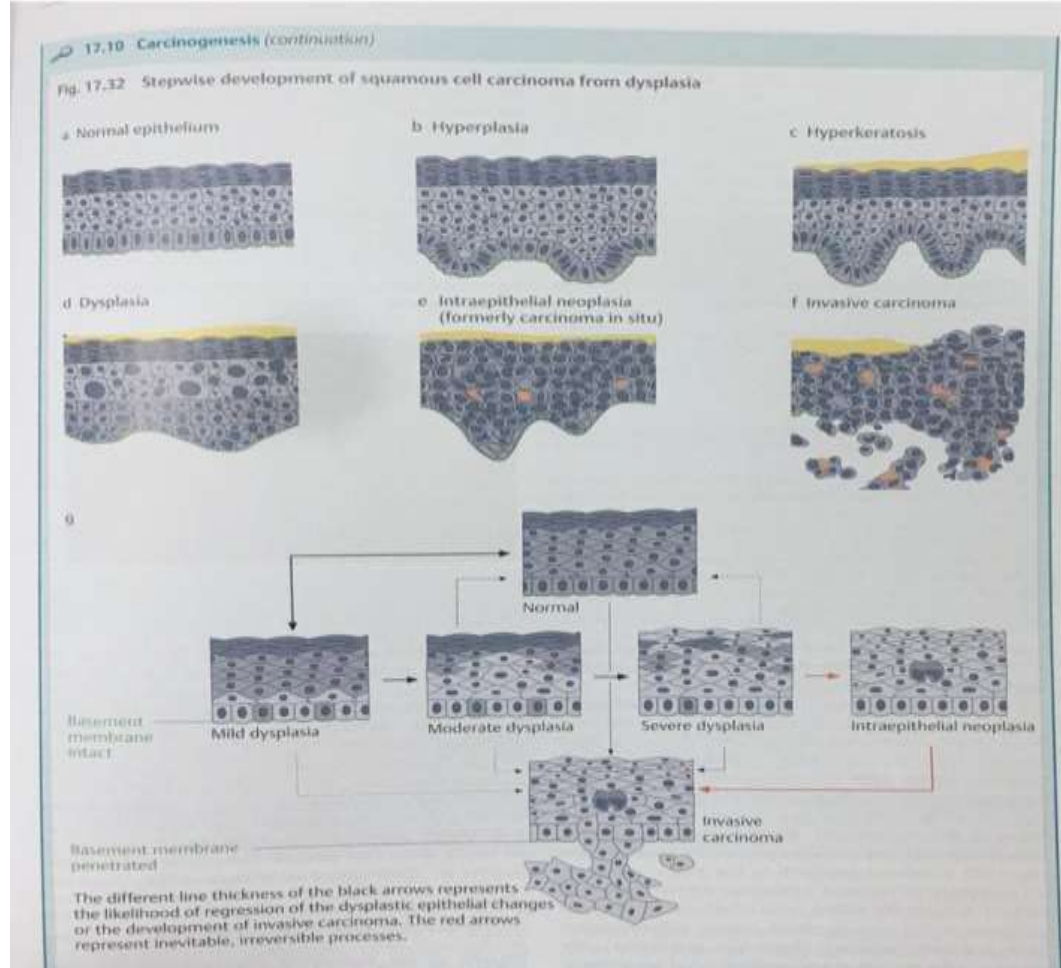 17.10 Carcinogenesis (continuation)
Fig. 17.32 Stepwise development of squamous cell carcinoma from dysplasia
a Normal epithelium
b Hyperplasia
c Hyperkeratosis
d Dysplasia
e Intraepithelial neoplasia
(formerly carcinoma in situ)
f Invasive carcinoma
g
Normal
Mild dysplasia
Moderate dysplasia
Severe dysplasia
Intraepithelial neoplasia
Basement
membrane
intact
Invasive
carcinoma
Basement membrane
penetrated
The different line thickness of the black arrows represents
the likelihood of regression of the dysplastic epithelial changes
or the development of invasive carcinoma. The red arrows
represent inevitable, irreversible processes.